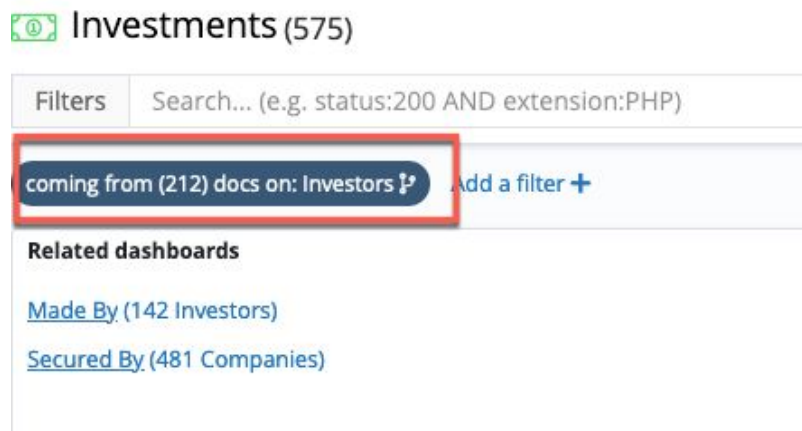 Investments (575)
Filters Search... (e.g. status:200 AND extension:PHP)
coming from (212) docs on: Investors Add a filter +
Related dashboards
Made By (142 Investors)
Secured By (481 Companies)